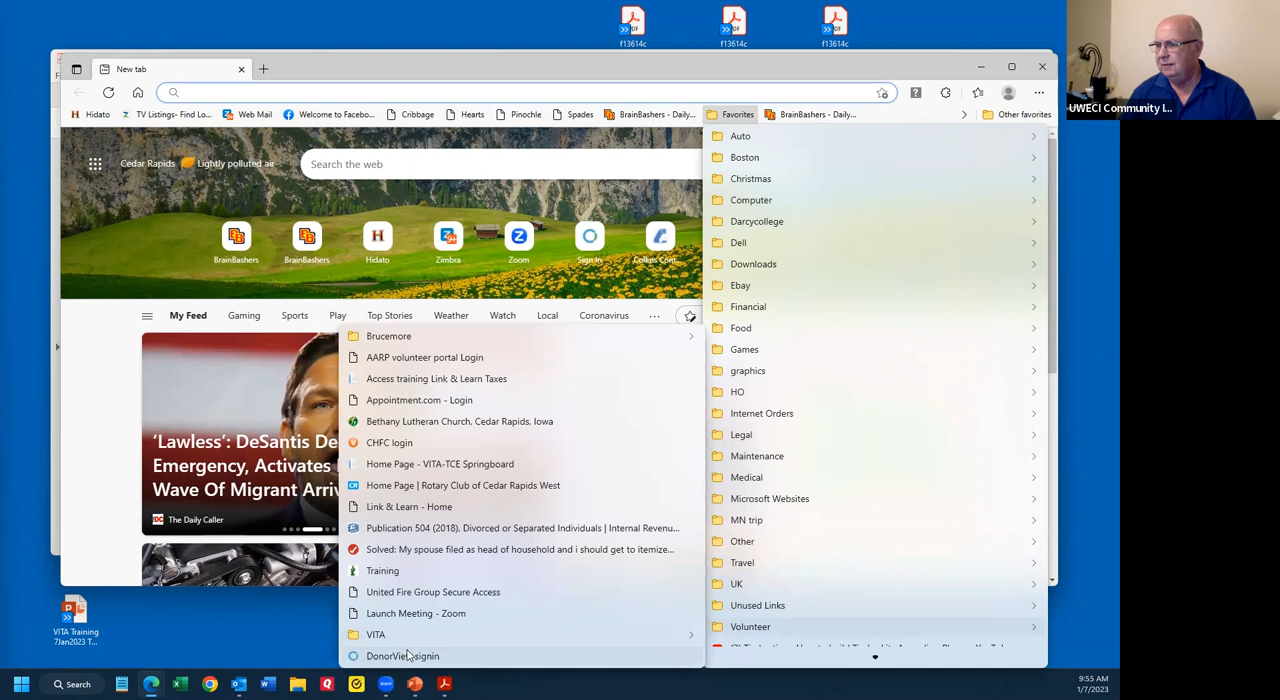 f13614c
f13614c
f13614c
UWECI Community I...
New tab
Hidato
TV Listings- Find Lo...
Web Mail
Welcome to Facebo...
Cribbage
Hearts
Pinochle
Spades
BrainBashers - Daily...
Favorites
BrainBashers - Daily...
Other favorites
Cedar Rapids
Lightly polluted air
Search the web
BrainBashers
BrainBashers
Hidato
Zimbra
Zoom
Sign In
Collins Com...
My Feed
Gaming
Sports
Play
Top Stories
Weather
Watch
Local
Coronavirus
...
'Lawless': DeSantis De
Emergency, Activates
Wave Of Migrant Arriv
The Daily Caller
Brucemore
AARP volunteer portal Login
Access training Link & Learn Taxes
Appointment.com - Login
Bethany Lutheran Church, Cedar Rapids, Iowa
CHFC login
Home Page - VITA-TCE Springboard
Home Page | Rotary Club of Cedar Rapids West
Link & Learn - Home
Publication 504 (2018), Divorced or Separated Individuals | Internal Revenu...
Solved: My spouse filed as head of household and i should get to itemize...
Training
United Fire Group Secure Access
Launch Meeting - Zoom
VITA
Auto
Boston
Christmas
Computer
Darcycollege
Dell
Downloads
Ebay
Financial
Food
Games
graphics
HO
Internet Orders
Legal
Maintenance
Medical
Microsoft Websites
MN trip
Other
Travel
UK
Unused Links
Volunteer
VITA Training
7Jan2023 T...
Search
9:55 AM
1/7/2023